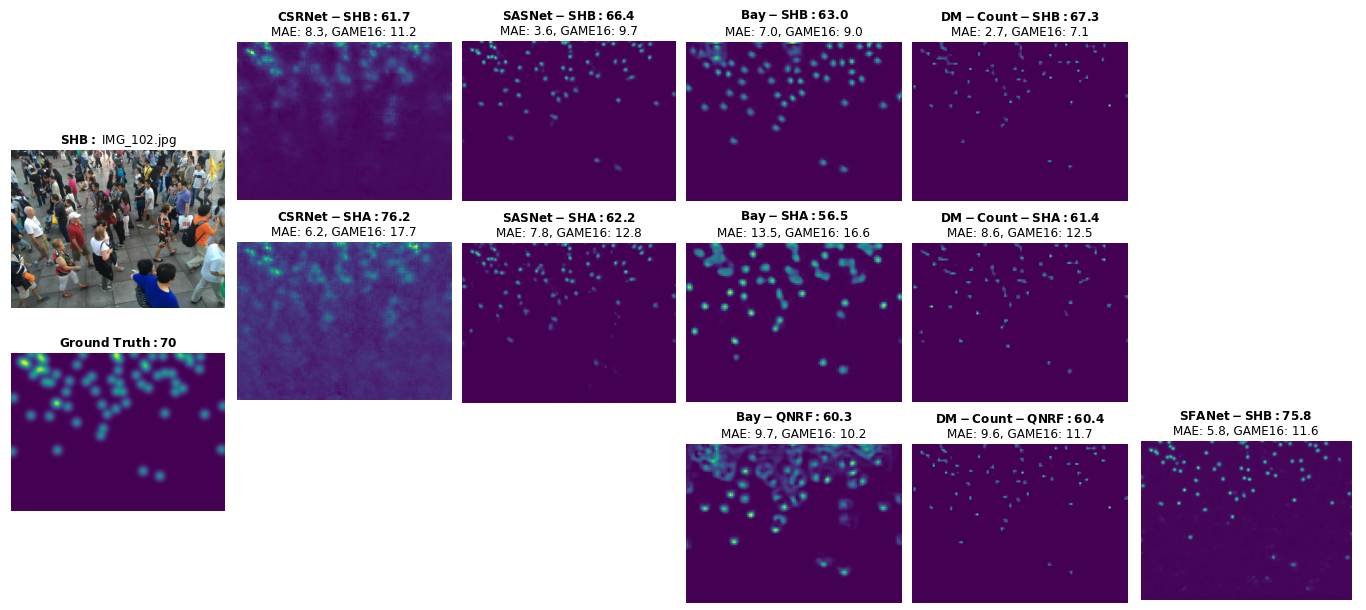 CSRNet−SHB: 61.7
MAE: 8.3, GAME16: 11.2
SASNet−SHB: 66.4
MAE: 3.6, GAME16: 9.7
Bay−SHB: 63.0
MAE: 7.0, GAME16: 9.0
DM−Count−SHB: 67.3
MAE: 2.7, GAME16: 7.1
SHB: IMG_102.jpg
CSRNet−SHA: 76.2
MAE: 6.2, GAME16: 17.7
SASNet−SHA: 62.2
MAE: 7.8, GAME16: 12.8
Bay−SHA: 56.5
MAE: 13.5, GAME16: 16.6
DM−Count−SHA: 61.4
MAE: 8.6, GAME16: 12.5
Ground Truth: 70
Bay−QNRF: 60.3
MAE: 9.7, GAME16: 10.2
DM−Count−QNRF: 60.4
MAE: 9.6, GAME16: 11.7
SFANet−SHB: 75.8
MAE: 5.8, GAME16: 11.6